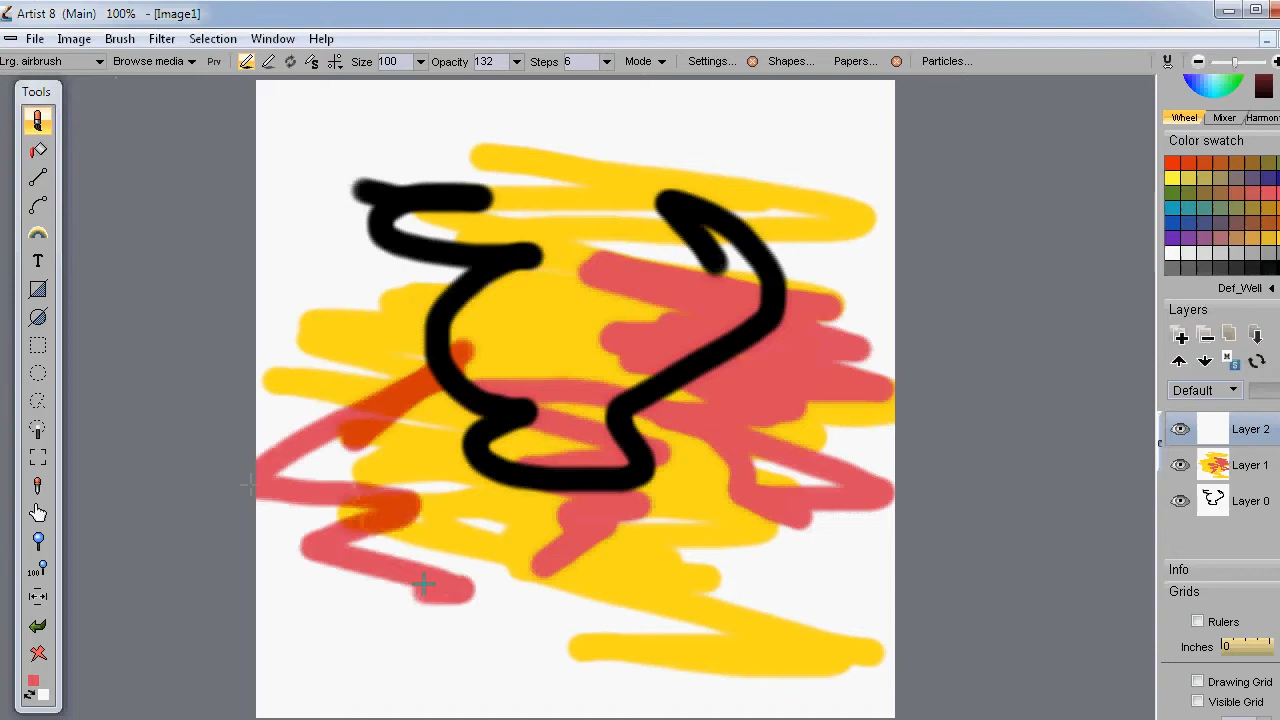 Artist 8 (Main) 100% - [Image1]
File Image Brush Filter Selection Window Help
Lrg. airbrush Browse media Prv Size 100 Opacity 132 Steps 6 Mode Settings... Shapes... Papers... Particles...
Tools
T
100%
Wheel Mixer Harmon
Color swatch
Def_Well
Layers
M
S
Default
Layer 2
Layer 1
Layer 0
Info
Grids
Rulers
Inches 0
Drawing Grid
Visible Grid